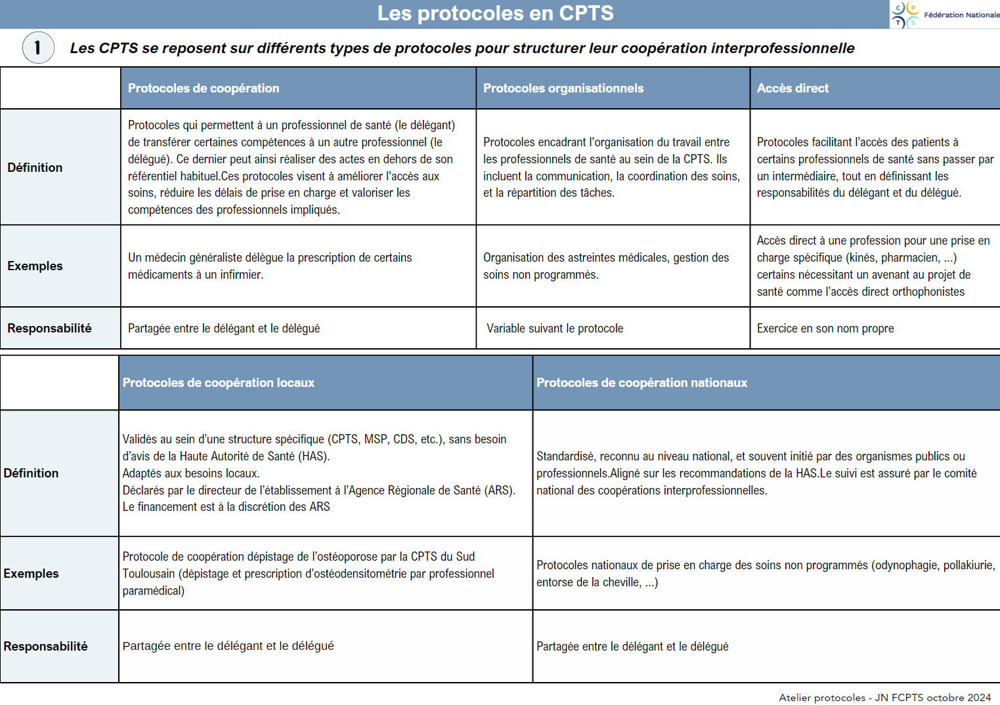 Les protocoles en CPTS
C P T S
Fédération Nationale
1
Les CPTS se reposent sur différents types de protocoles pour structurer leur coopération interprofessionnelle
Protocoles de coopération
Protocoles organisationnels
Accès direct
Définition
Protocoles qui permettent à un professionnel de santé (le délégant)
de transférer certaines compétences à un autre professionnel (le
délégué). Ce dernier peut ainsi réaliser des actes en dehors de son
référentiel habituel.Ces protocoles visent à améliorer l'accès aux
soins, réduire les délais de prise en charge et valoriser les
compétences des professionnels impliqués.
Protocoles encadrant l'organisation du travail entre
les professionnels de santé au sein de la CPTS. Ils
incluent la communication, la coordination des soins,
et la répartition des tâches.
Protocoles facilitant l’accès des patients à
certains professionnels de santé sans passer par
un intermédiaire, tout en définissant les
responsabilités du délégant et du délégué.
Exemples
Un médecin généraliste délègue la prescription de certains
médicaments à un infirmier.
Organisation des astreintes médicales, gestion des
soins non programmés.
Accès direct à une profession pour une prise en
charge spécifique (kinés, pharmacien, ...)
certains nécessitant un avenant au projet de
santé comme l’accès direct orthophonistes
Responsabilité
Partagée entre le délégant et le délégué
Variable suivant le protocole
Exercice en son nom propre
Protocoles de coopération locaux
Protocoles de coopération nationaux
Définition
Validés au sein d’une structure spécifique (CPTS, MSP, CDS, etc.), sans besoin
d’avis de la Haute Autorité de Santé (HAS).
Adaptés aux besoins locaux.
Déclarés par le directeur de l’établissement à l’Agence Régionale de Santé (ARS).
Le financement est à la discrétion des ARS
Standardisé, reconnu au niveau national, et souvent initié par des organismes publics ou
professionnels.Aligné sur les recommandations de la HAS.Le suivi est assuré par le comité
national des coopérations interprofessionnelles.
Exemples
Protocole de coopération dépistage de l’ostéoporose par la CPTS du Sud
Toulousain (dépistage et prescription d’ostéodensitométrie par professionnel
paramédical)
Protocoles nationaux de prise en charge des soins non programmés (odynophagie, pollakiurie,
entorse de la cheville, ...)
Responsabilité
Partagée entre le délégant et le délégué
Partagée entre le délégant et le délégué
Atelier protocoles - JN FCPTS octobre 2024